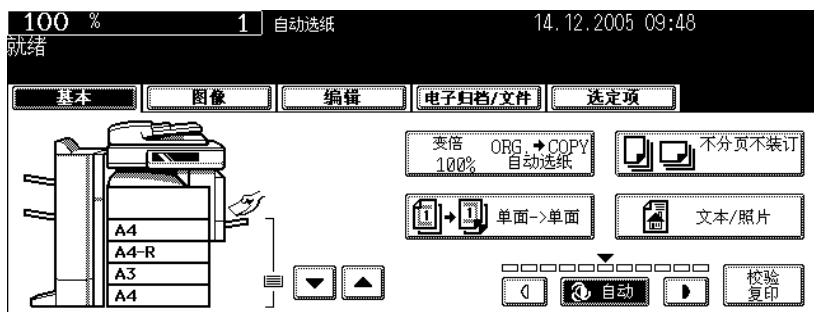 100 % 1 自动选纸 14.12.2005 09:48
就绪
基本 图像 编辑 电子归档/文件 选定项
变倍 ORG.→COPY
100% 自动选纸
不分页不装订
1→1 单面->单面
文本/照片
A4
A4-R
A3
A4
自动
校验
复印